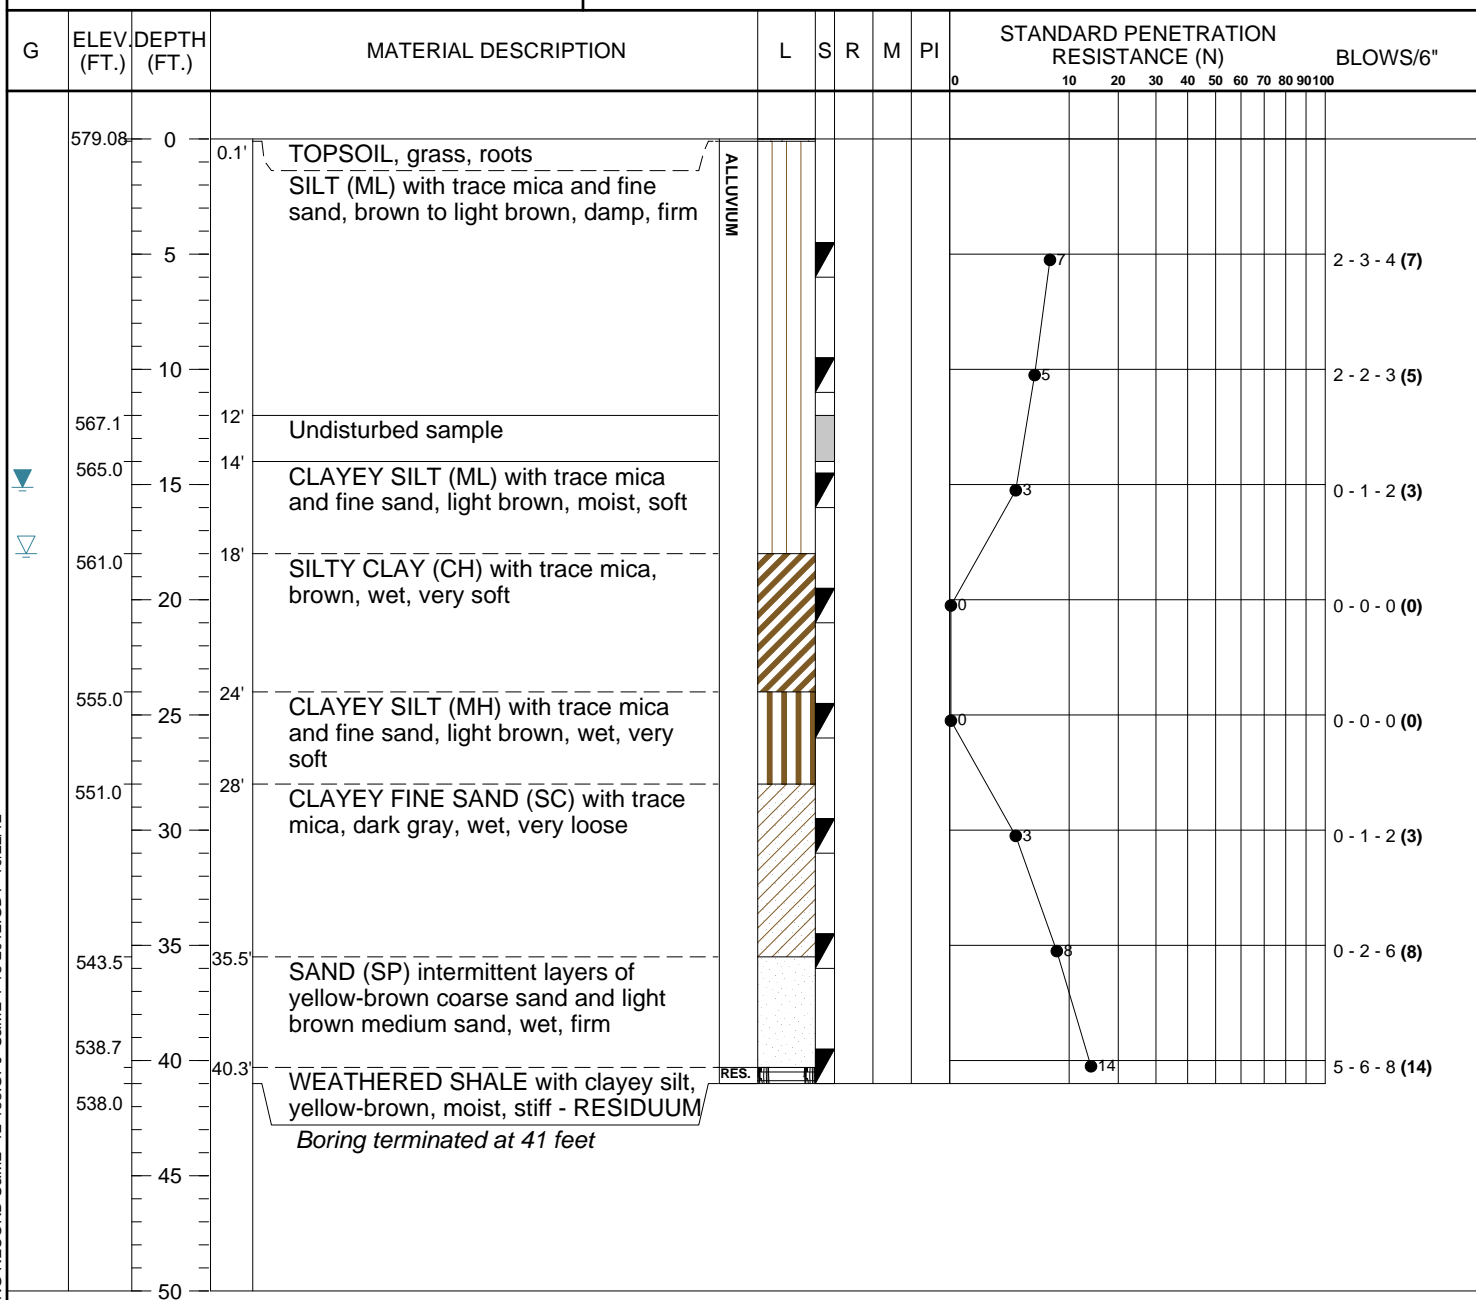 G ELEV. (FT.) DEPTH (FT.) MATERIAL DESCRIPTION L S R M PI STANDARD PENETRATION RESISTANCE (N) BLOWS/6"
0 10 20 30 40 50 60 70 80 90 100
579.08 0
0.1' TOPSOIL, grass, roots
ALLUVIUM
SILT (ML) with trace mica and fine
sand, brown to light brown, damp, firm
5 7 2 - 3 - 4 (7)
10 5 2 - 2 - 3 (5)
567.1 12' Undisturbed sample
565.0 14' CLAYEY SILT (ML) with trace mica
15 and fine sand, light brown, moist, soft 3 0 - 1 - 2 (3)
561.0 18' SILTY CLAY (CH) with trace mica,
20 brown, wet, very soft 0 0 - 0 - 0 (0)
555.0 24' CLAYEY SILT (MH) with trace mica
25 and fine sand, light brown, wet, very 0 0 - 0 - 0 (0)
soft
551.0 28' CLAYEY FINE SAND (SC) with trace
30 mica, dark gray, wet, very loose 3 0 - 1 - 2 (3)
35 8 0 - 2 - 6 (8)
543.5 35.5' SAND (SP) intermittent layers of
yellow-brown coarse sand and light
brown medium sand, wet, firm
538.7 40 40.3' RES. 14 5 - 6 - 8 (14)
WEATHERED SHALE with clayey silt,
538.0 yellow-brown, moist, stiff - RESIDUUM
Boring terminated at 41 feet
45
50